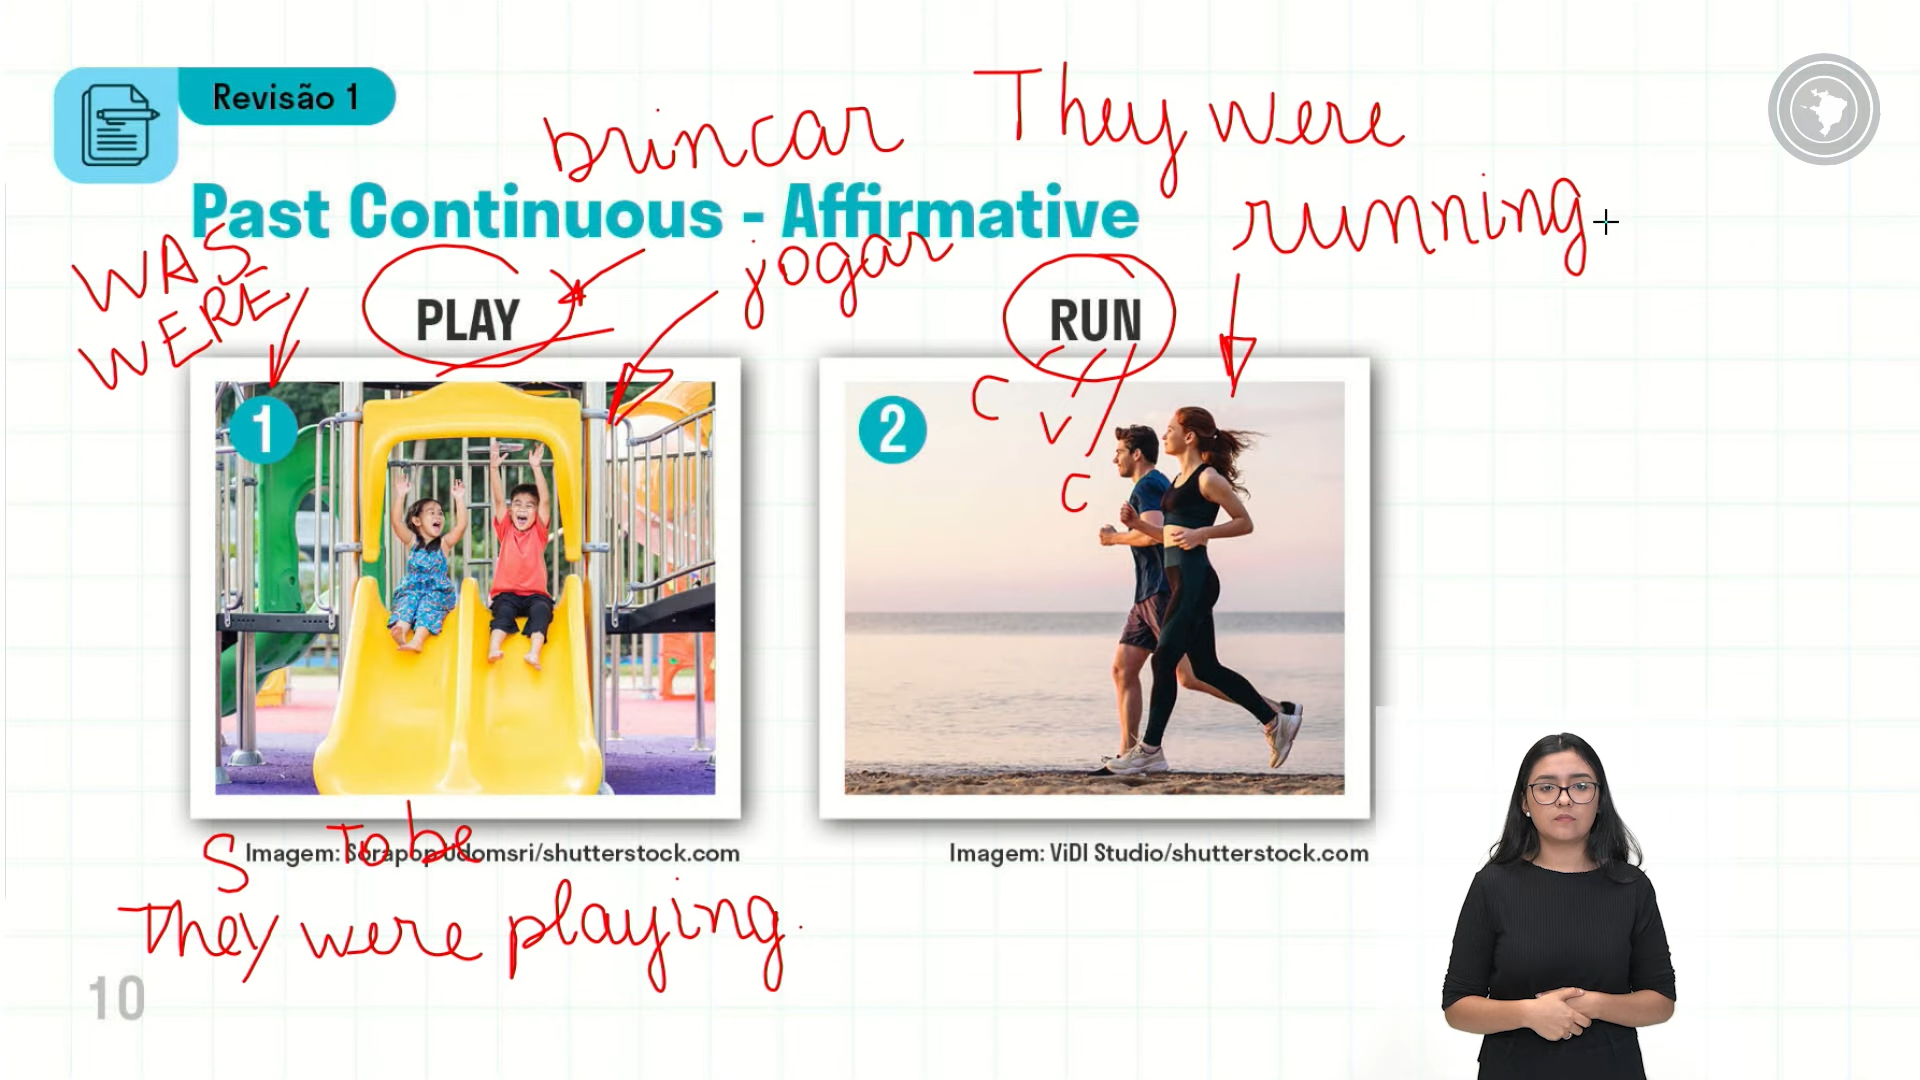 Revisão 1
brincar
They were
running
Past Continuous - Affirmative
WAS
WERE
jogar
PLAY
RUN
C
V
C
1
2
S
To be
Imagem: Sorapop Udomsri/shutterstock.com
Imagem: ViDI Studio/shutterstock.com
They were playing.
10